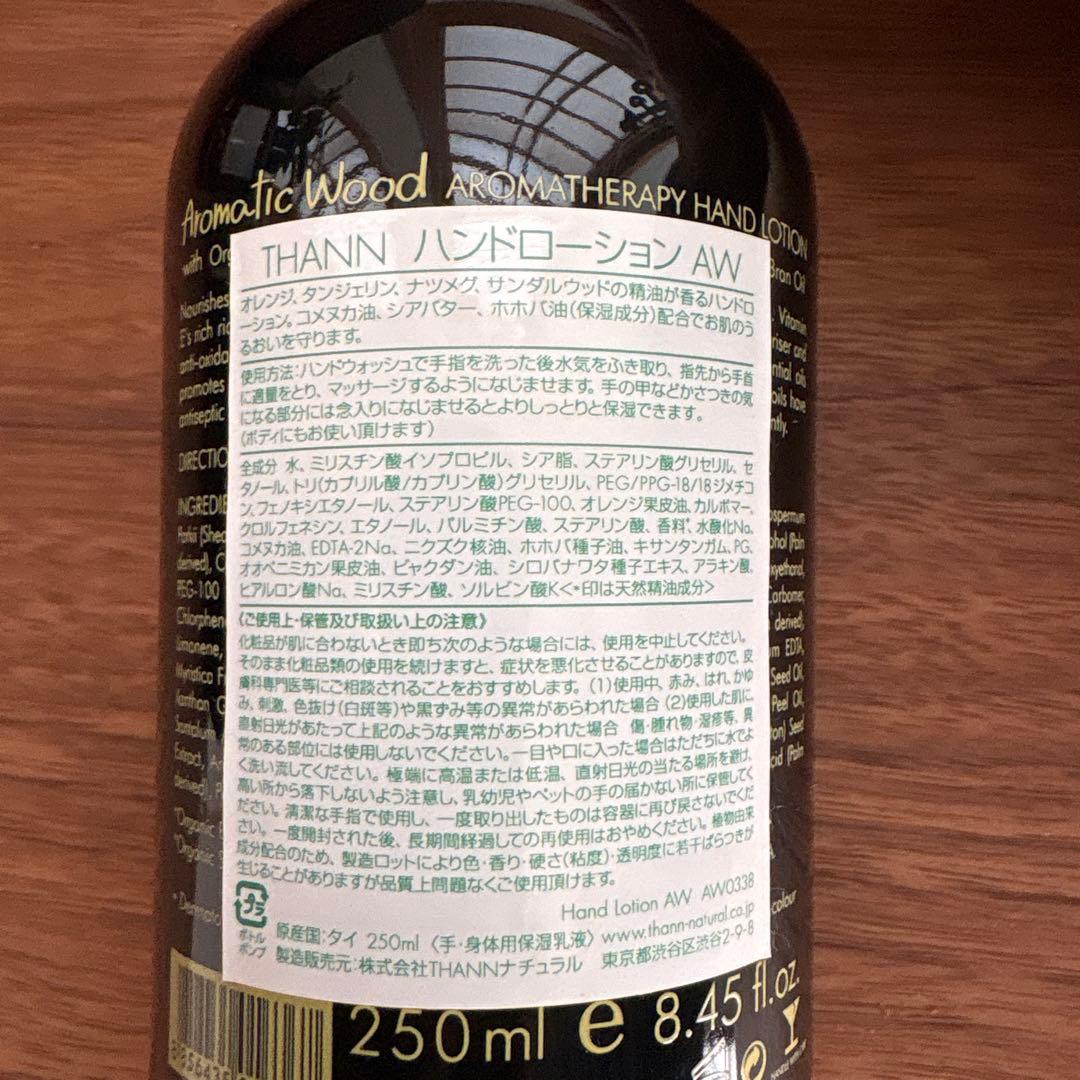 Aromatic Wood AROMATHERAPY HAND LOTION
with Org
Bran Oil
THANN ハンドローション AW
オレンジ、タンジェリン、ナツメグ、サンダルウッドの精油が香るハンドロ
ーション。コメヌカ油、シアバター、ホホバ油(保湿成分)配合でお肌のう
るおいを守ります。
使用方法:ハンドウォッシュで手指を洗った後水気をふき取り、指先から手首
に適量をとり、マッサージするようになじませます。手の甲などかさつきの気
になる部分には念入りになじませるとよりしっとりと保湿できます。
(ボディにもお使い頂けます)
全成分 水、ミリスチン酸イソプロピル、シア脂、ステアリン酸グリセリル、セ
タノール、トリ(カプリル酸/カプリン酸)グリセリル、PEG/PPG-18/18ジメチコ
ン、フェノキシエタノール、ステアリン酸PEG-100、オレンジ果皮油、カルボマー、
クロルフェネシン、エタノール、パルミチン酸、ステアリン酸、香料*、水酸化Na、
コメヌカ油、EDTA-2Na、ニクズク核油、ホホバ種子油、キサンタンガム、PG、
オオベニミカン果皮油、ビャクダン油、シロバナワタ種子エキス、アラキン酸、
ヒアルロン酸Na、ミリスチン酸、ソルビン酸K<*印は天然精油成分>
《ご使用上・保管及び取扱い上の注意》
化粧品が肌に合わないとき即ち次のような場合には、使用を中止してください。
そのまま化粧品類の使用を続けますと、症状を悪化させることがありますので、皮
膚科専門医等にご相談されることをおすすめします。(1)使用中、赤み、はれ、かゆ
み、刺激、色抜け(白斑等)や黒ずみ等の異常があらわれた場合 (2)使用した肌に、
直射日光があたって上記のような異常があらわれた場合 傷・腫れ物・湿疹等、異
常のある部位には使用しないでください。一目や口に入った場合はただちに水でよ
く洗い流してください。極端に高温または低温、直射日光の当たる場所を避け、
高い所から落下しないよう注意し、乳幼児やペットの手の届かない所に保管してく
ださい。清潔な手指で使用し、一度取り出したものは容器に再び戻さないでくだ
さい。一度開封された後、長期間経過しての再使用はおやめください。植物由来
成分配合のため、製造ロットにより色・香り・硬さ(粘度)・透明度に若干ばらつきが
生じることがありますが品質上問題なくご使用頂けます。
Hand Lotion AW AW0338
プラ
ボトル
ポンプ
原産国:タイ 250ml 〈手・身体用保湿乳液〉 www.thann-natural.co.jp
製造販売元:株式会社THANNナチュラル 東京都渋谷区渋谷2-9-8
250ml e 8.45 fl.oz.